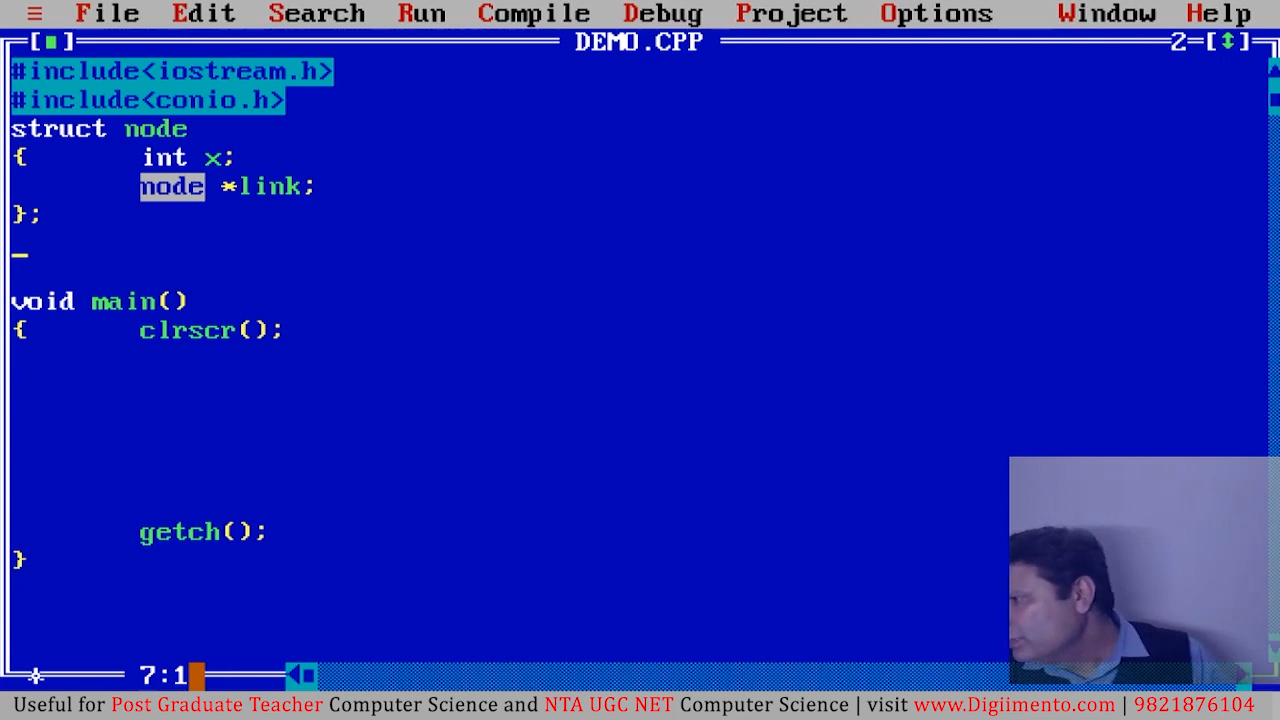 ≡ File Edit Search Run Compile Debug Project Options Window Help
[■] DEMO.CPP 2=[↕]
#include<iostream.h>
#include<conio.h>
struct node
{ int x;
node *link;
};
void main()
{ clrscr();
getch();
}
7:1
Useful for Post Graduate Teacher Computer Science and NTA UGC NET Computer Science | visit www.Digiimento.com | 9821876104